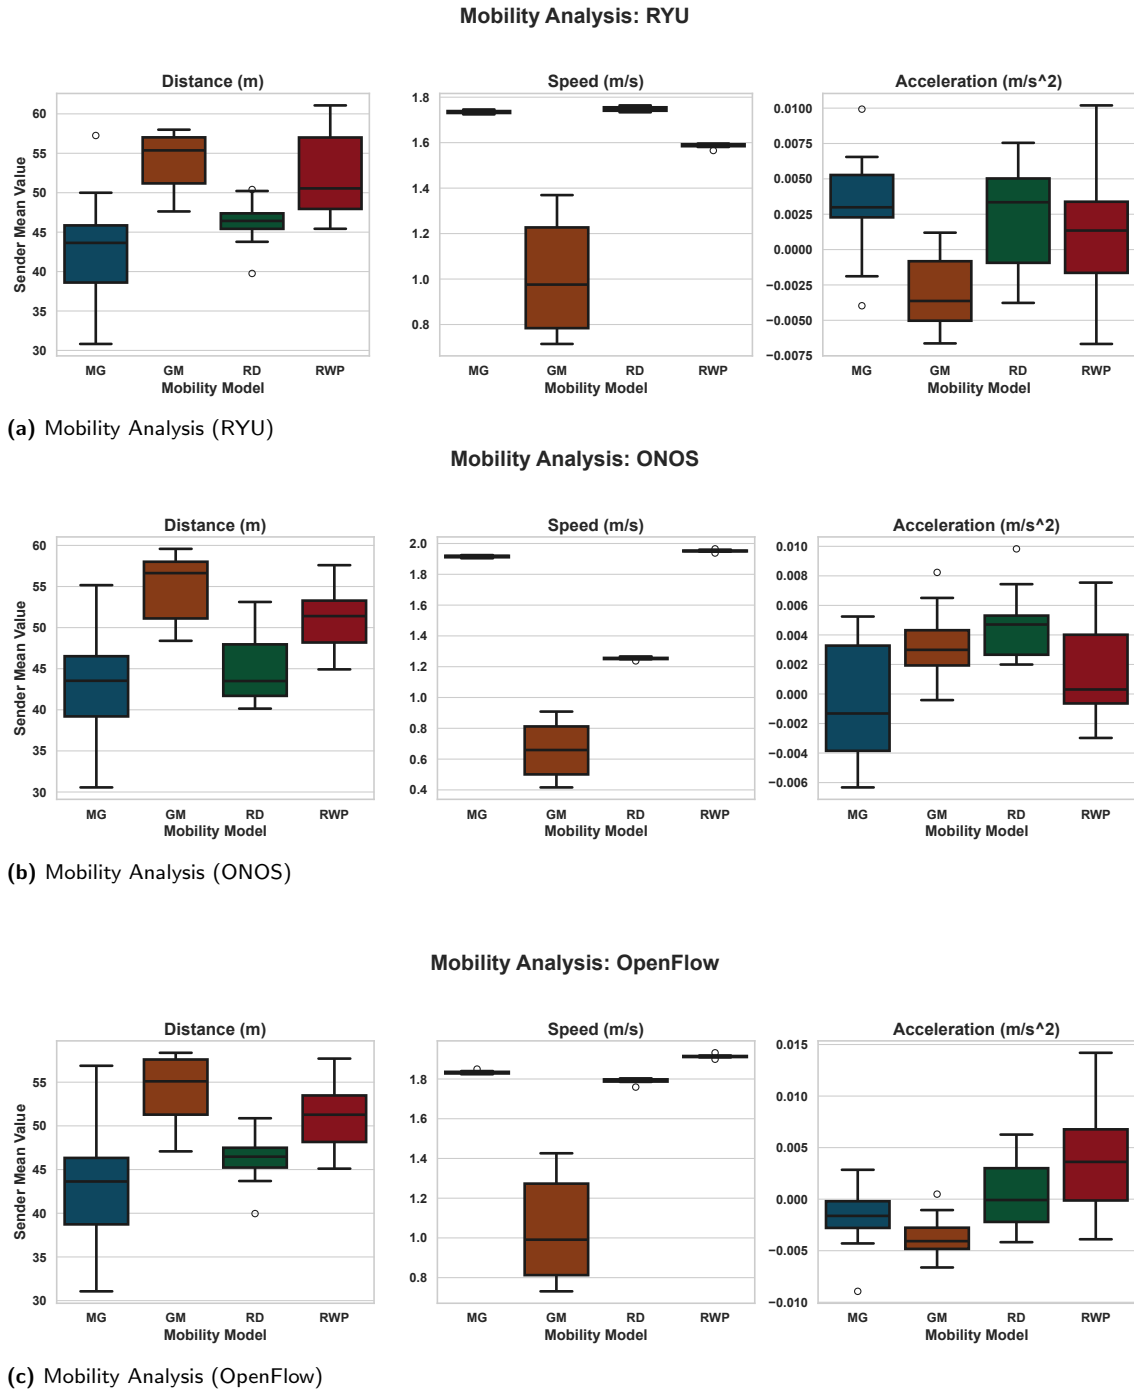 Mobility Analysis: RYU
Distance (m)
Speed (m/s)
Acceleration (m/s^2)
Sender Mean Value
60
55
50
45
40
35
30
MG
GM
RD
RWP
Mobility Model
1.8
1.6
1.4
1.2
1.0
0.8
MG
GM
RD
RWP
Mobility Model
0.0100
0.0075
0.0050
0.0025
0.0000
−0.0025
−0.0050
−0.0075
MG
GM
RD
RWP
Mobility Model
(a) Mobility Analysis (RYU)
Mobility Analysis: ONOS
Distance (m)
Speed (m/s)
Acceleration (m/s^2)
Sender Mean Value
60
55
50
45
40
35
30
MG
GM
RD
RWP
Mobility Model
2.0
1.8
1.6
1.4
1.2
1.0
0.8
0.6
0.4
MG
GM
RD
RWP
Mobility Model
0.010
0.008
0.006
0.004
0.002
0.000
−0.002
−0.004
−0.006
MG
GM
RD
RWP
Mobility Model
(b) Mobility Analysis (ONOS)
Mobility Analysis: OpenFlow
Distance (m)
Speed (m/s)
Acceleration (m/s^2)
Sender Mean Value
55
50
45
40
35
30
MG
GM
RD
RWP
Mobility Model
1.8
1.6
1.4
1.2
1.0
0.8
MG
GM
RD
RWP
Mobility Model
0.015
0.010
0.005
0.000
−0.005
−0.010
MG
GM
RD
RWP
Mobility Model
(c) Mobility Analysis (OpenFlow)